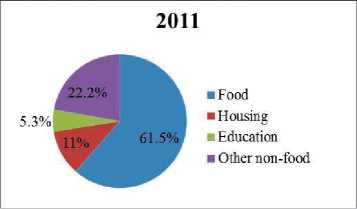 2011
22.2%
5.3%
11%
61.5%
Food
Housing
Education
Other non-food